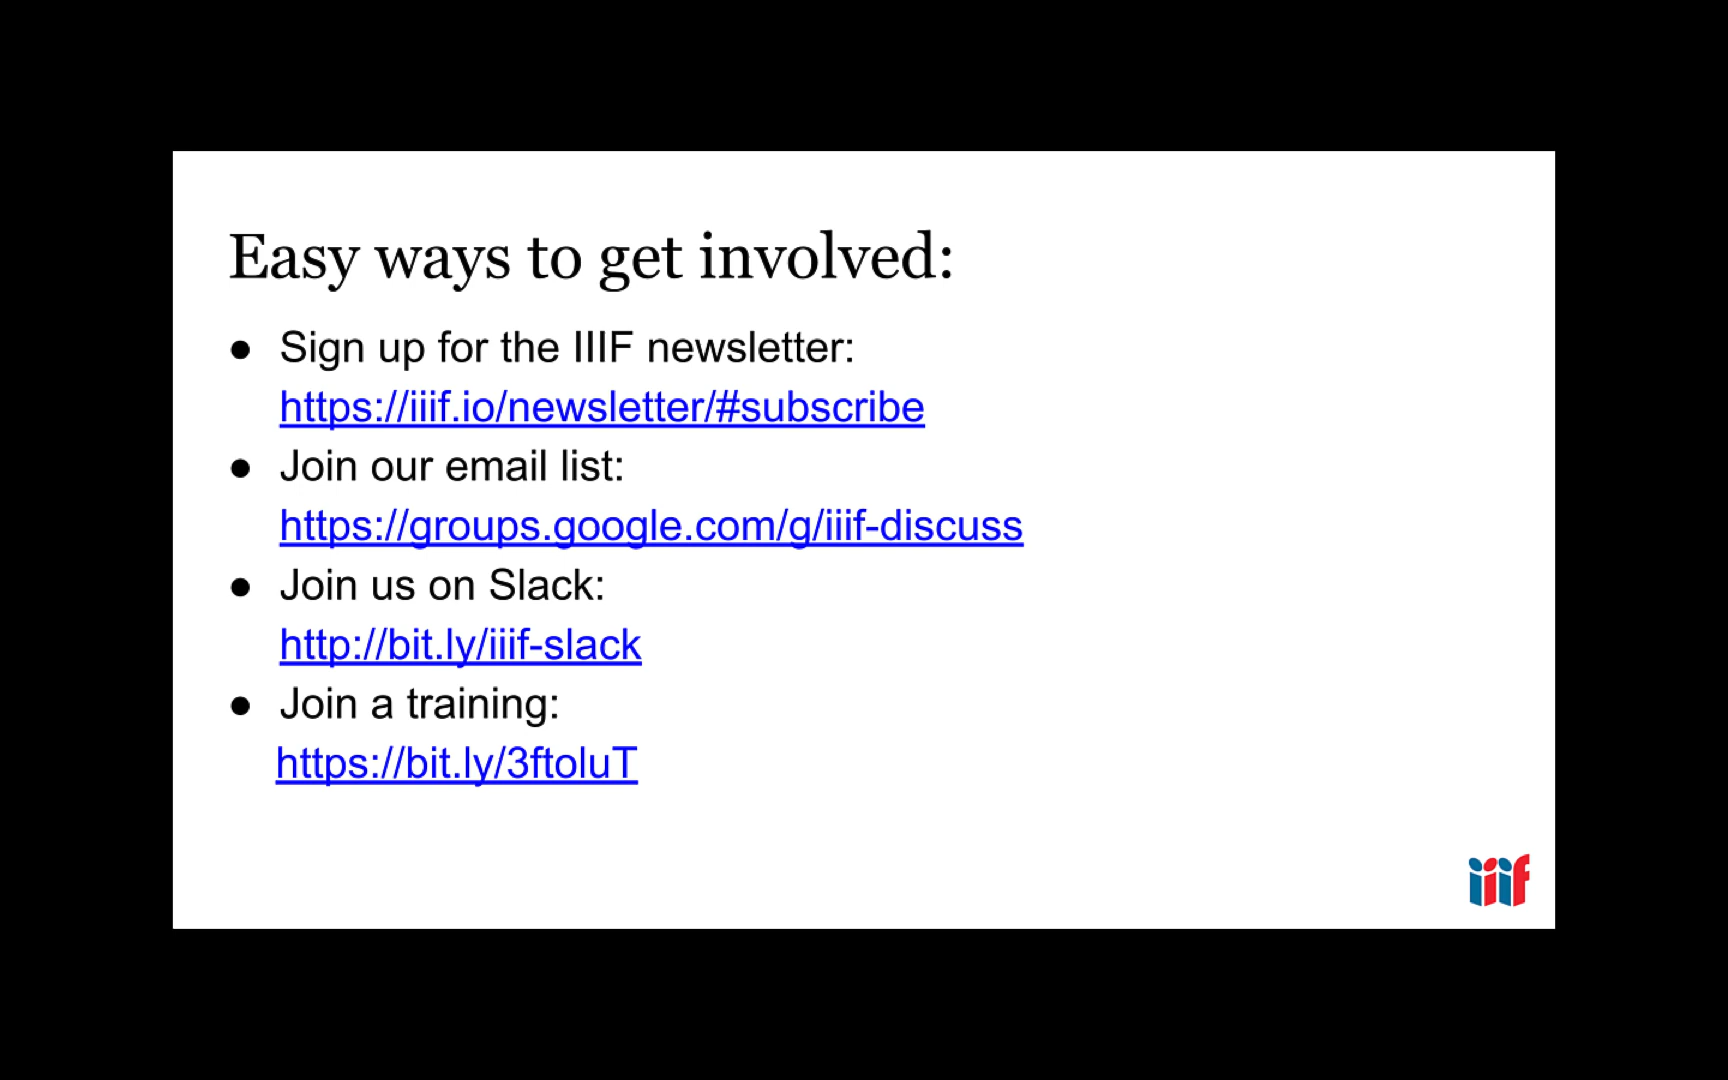 Easy ways to get involved:
● Sign up for the IIIF newsletter:
https://iiif.io/newsletter/#subscribe
● Join our email list:
https://groups.google.com/g/iiif-discuss
● Join us on Slack:
http://bit.ly/iiif-slack
● Join a training:
https://bit.ly/3ftoluT
iiif